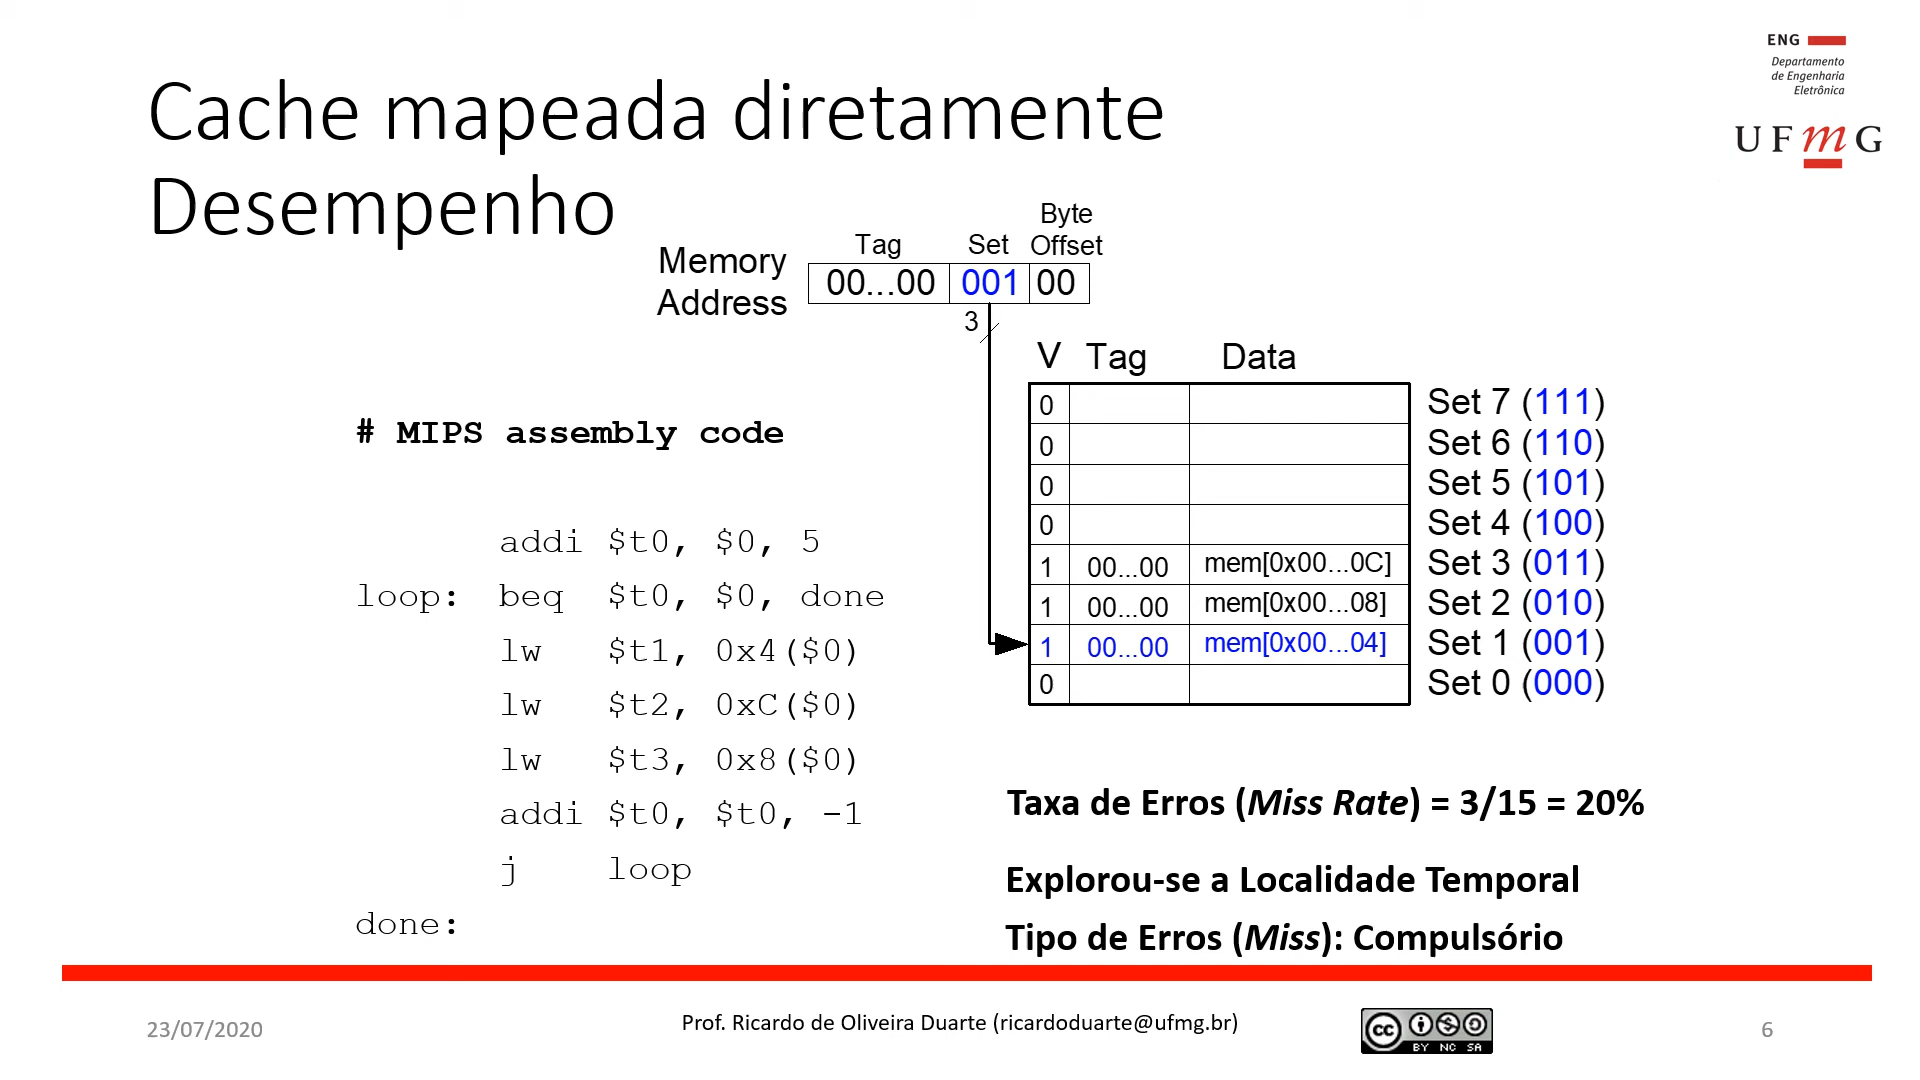 ENG
Departamento
de Engenharia
Eletrônica
UFmG
Cache mapeada diretamente
Desempenho
Byte
Tag Set Offset
Memory
Address
00...00 001 00
3
V Tag Data
0 Set 7 (111)
0 Set 6 (110)
0 Set 5 (101)
0 Set 4 (100)
1 00...00 mem[0x00...0C] Set 3 (011)
1 00...00 mem[0x00...08] Set 2 (010)
1 00...00 mem[0x00...04] Set 1 (001)
0 Set 0 (000)
# MIPS assembly code
addi $t0, $0, 5
loop: beq $t0, $0, done
lw $t1, 0x4($0)
lw $t2, 0xC($0)
lw $t3, 0x8($0)
addi $t0, $t0, -1
j loop
done:
Taxa de Erros (Miss Rate) = 3/15 = 20%
Explorou-se a Localidade Temporal
Tipo de Erros (Miss): Compulsório
23/07/2020
Prof. Ricardo de Oliveira Duarte (ricardoduarte@ufmg.br)
cc
BY NC SA
6